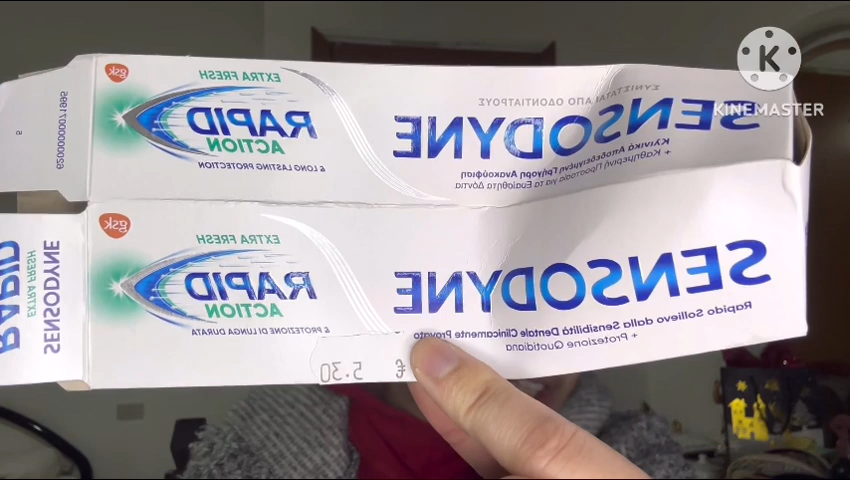 KINEMASTER
gsk
EXTRA FRESH
RAPID
ACTION
& LONG LASTING PROTECTION
ΣΥΝΙΣΤΑΤΑΙ ΑΠΟ ΟΔΟΝΤΙΑΤΡΟΥΣ
SENSODYNE
Κλινικά Αποδεδειγμένη Γρήγορη Ανακούφιση
+ Καθημερινή Προστασία για τα Ευαίσθητα Δόντια
5
62000000071995
gsk
EXTRA FRESH
RAPID
ACTION
& PROTEZIONE DI LUNGA DURATA
SENSODYNE
Rapido Sollievo dalla Sensibilità Dentale Clinicamente Provato
+ Protezione Quotidiana
€ 5.30
SENSODYNE
EXTRA FRESH
RAPID